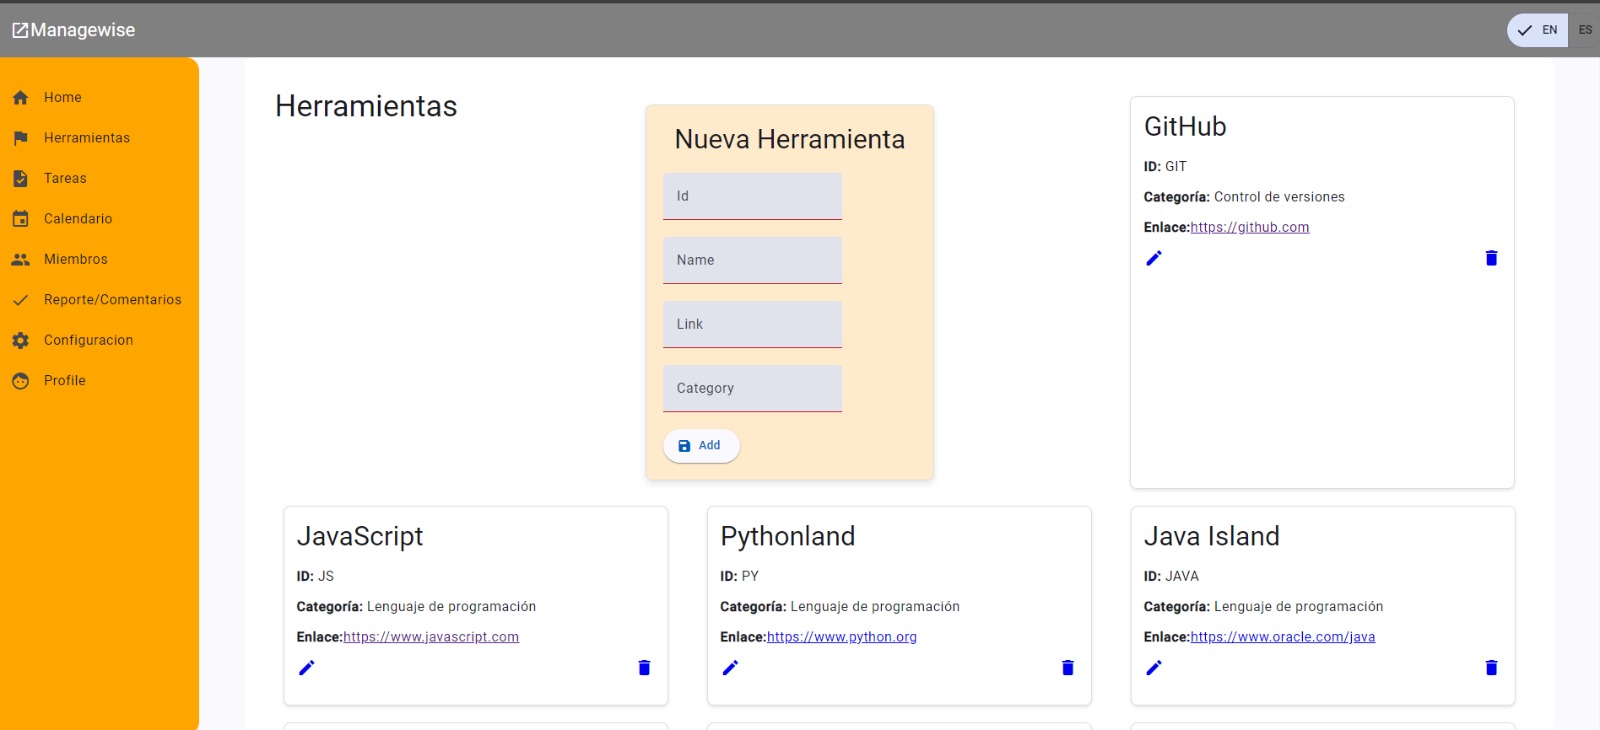 Managewise
EN
ES
Home
Herramientas
Tareas
Calendario
Miembros
Reporte/Comentarios
Configuracion
Profile
Herramientas
Nueva Herramienta
Id
Name
Link
Category
Add
GitHub
ID: GIT
Categoría: Control de versiones
Enlace:https://github.com
JavaScript
ID: JS
Categoría: Lenguaje de programación
Enlace:https://www.javascript.com
Pythonland
ID: PY
Categoría: Lenguaje de programación
Enlace:https://www.python.org
Java Island
ID: JAVA
Categoría: Lenguaje de programación
Enlace:https://www.oracle.com/java